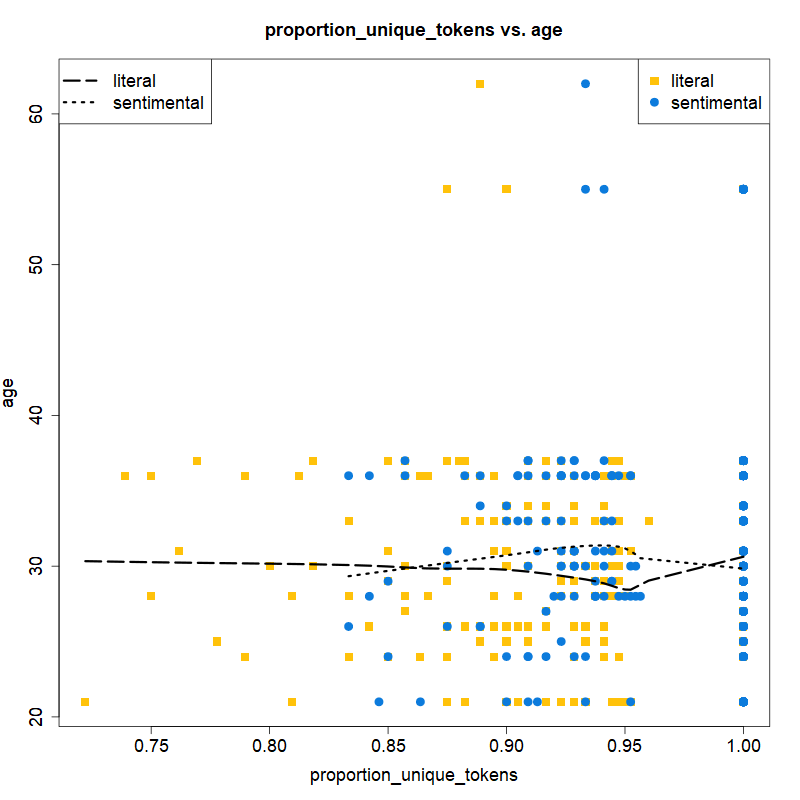 proportion_unique_tokens vs. age
literal
sentimental
literal
sentimental
age
60
50
40
30
20
0.75 0.80 0.85 0.90 0.95 1.00
proportion_unique_tokens